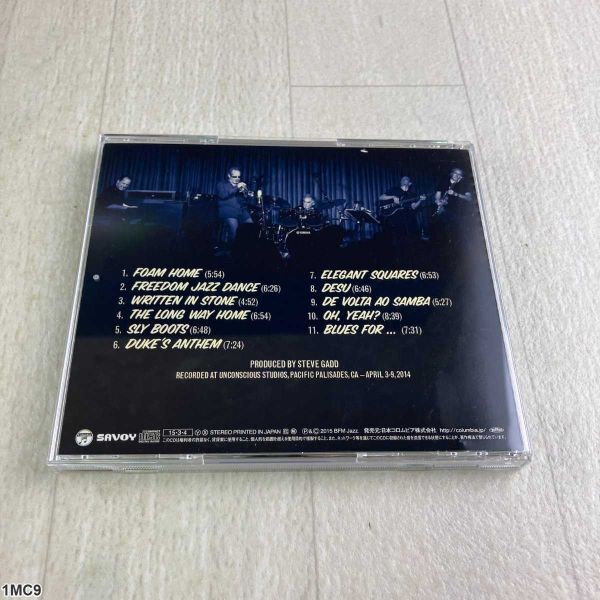 YAMAHA
1. FOAM HOME (5:54)
2. FREEDOM JAZZ DANCE (6:26)
3. WRITTEN IN STONE (4:52)
4. THE LONG WAY HOME (6:54)
5. SLY BOOTS (6:48)
6. DUKE'S ANTHEM (7:24)
7. ELEGANT SQUARES (6:53)
8. DESU (6:46)
9. DE VOLTA AO SAMBA (5:27)
10. OH, YEAH? (8:39)
11. BLUES FOR ... (7:31)
PRODUCED BY STEVE GADD
RECORDED AT UNCONSCIOUS STUDIOS, PACIFIC PALISADES, CA – APRIL 3-9, 2014
SAVOY 15·3·4 STEREO PRINTED IN JAPAN ℗&© 2015 BFM Jazz. 発売元:日本コロムビア株式会社 http://columbia.jp/
1MC9